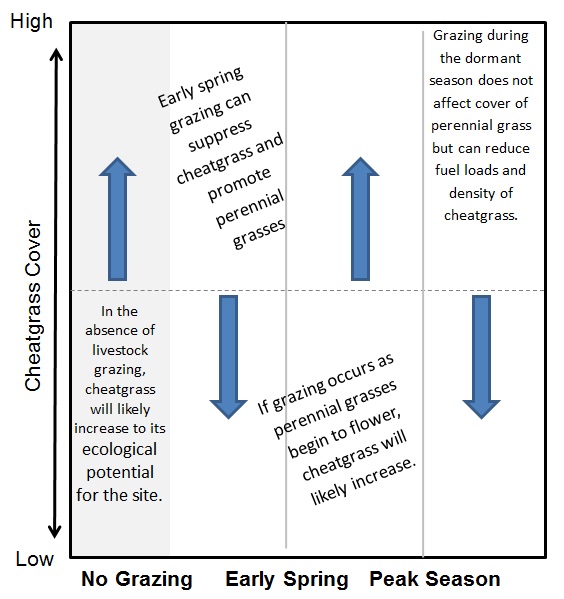 High
Early spring
grazing can
suppress
cheatgrass and
promote
perennial
grasses
Grazing during
the dormant
season does not
affect cover of
perennial grass
but can reduce
fuel loads and
density of
cheatgrass.
Cheatgrass Cover
In the
absence of
livestock
grazing,
cheatgrass
will likely
increase to its
ecological
potential
for the site.
If grazing occurs as
perennial grasses
begin to flower,
cheatgrass will
likely increase.
Low
No Grazing
Early Spring
Peak Season